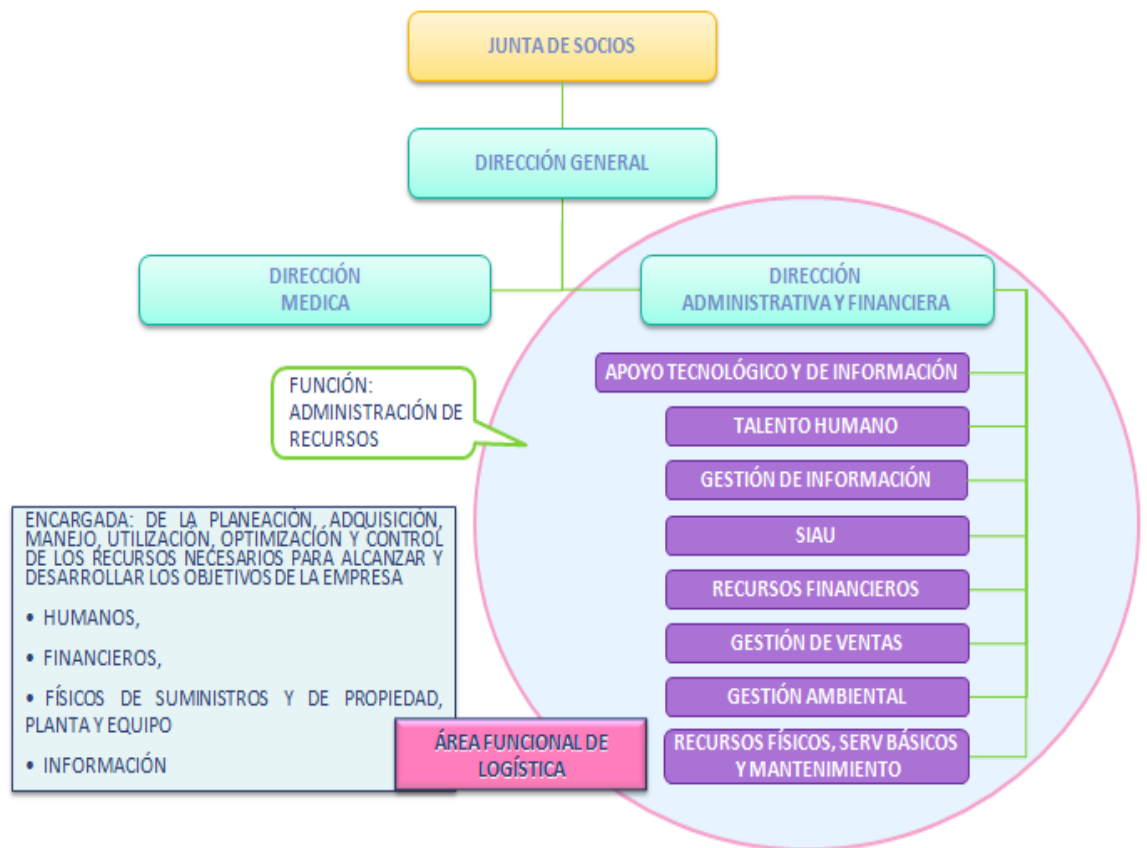 JUNTA DE SOCIOS
DIRECCIÓN GENERAL
DIRECCIÓN
MEDICA
DIRECCIÓN
ADMINISTRATIVA Y FINANCIERA
APOYO TECNOLÓGICO Y DE INFORMACIÓN
TALENTO HUMANO
GESTIÓN DE INFORMACIÓN
SIAU
RECURSOS FINANCIEROS
GESTIÓN DE VENTAS
GESTIÓN AMBIENTAL
RECURSOS FÍSICOS, SERV BÁSICOS
Y MANTENIMIENTO
FUNCIÓN:
ADMINISTRACIÓN DE
RECURSOS
ENCARGADA: DE LA PLANEACIÓN, ADQUISICIÓN,
MANEJO, UTILIZACIÓN, OPTIMIZACIÓN Y CONTROL
DE LOS RECURSOS NECESARIOS PARA ALCANZAR Y
DESARROLLAR LOS OBJETIVOS DE LA EMPRESA
• HUMANOS,
• FINANCIEROS,
• FÍSICOS DE SUMINISTROS Y DE PROPIEDAD,
PLANTA Y EQUIPO
• INFORMACIÓN
ÁREA FUNCIONAL DE
LOGÍSTICA